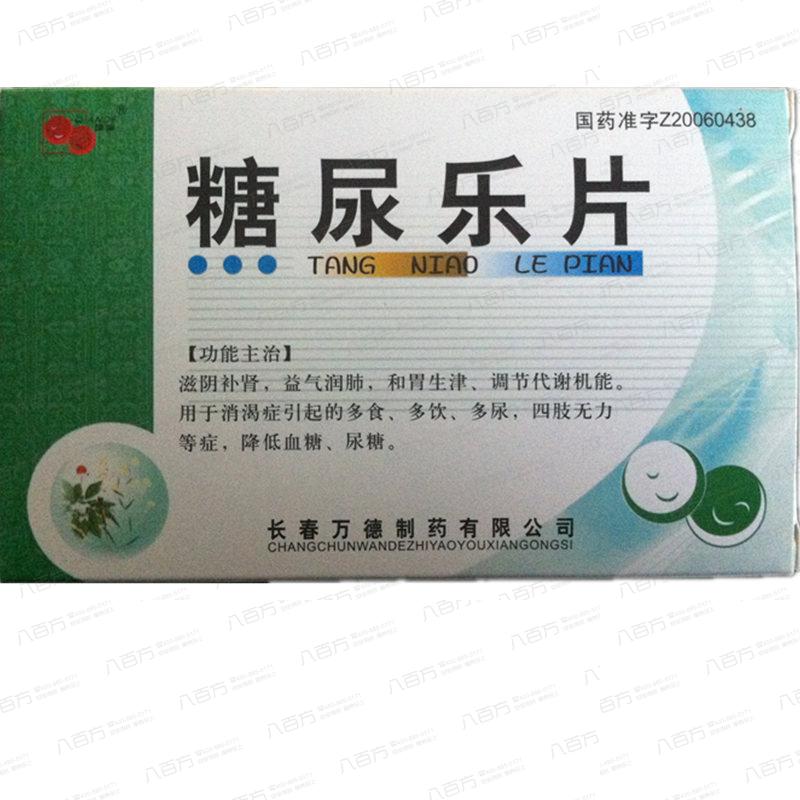 国药准字Z20060438
糖尿乐片
TANG NIAO LE PIAN
【功能主治】
滋阴补肾，益气润肺，和胃生津、调节代谢机能。
用于消渴症引起的多食、多饮、多尿，四肢无力
等症，降低血糖、尿糖。
长春万德制药有限公司
CHANGCHUNWANDEZHIYAOYOUXIANGONGSI
八百方